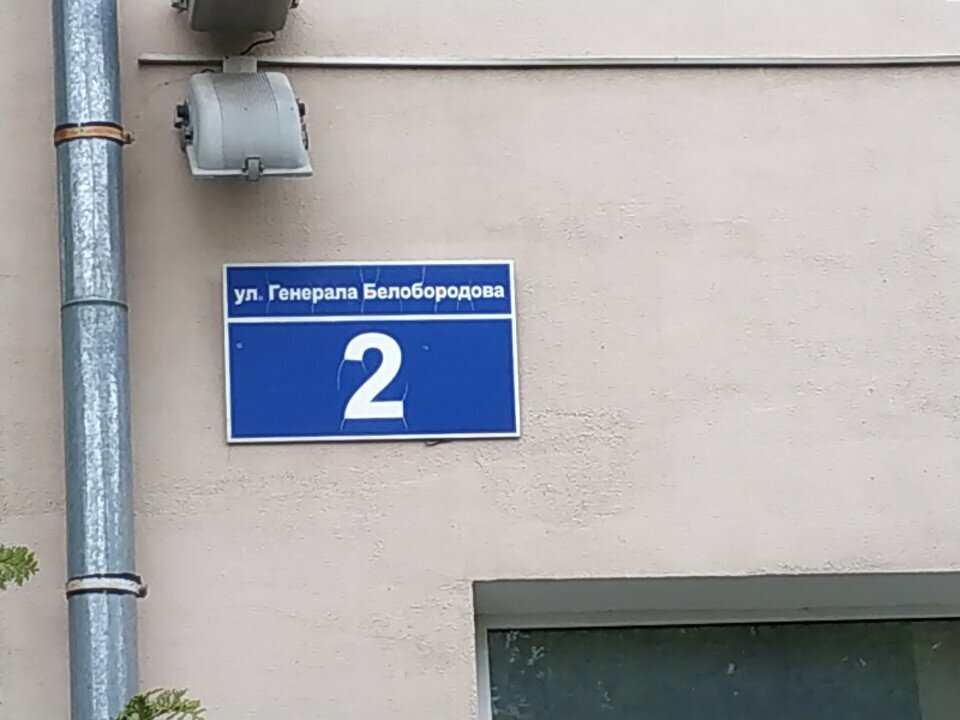 ул. Генерала Белобородова
2